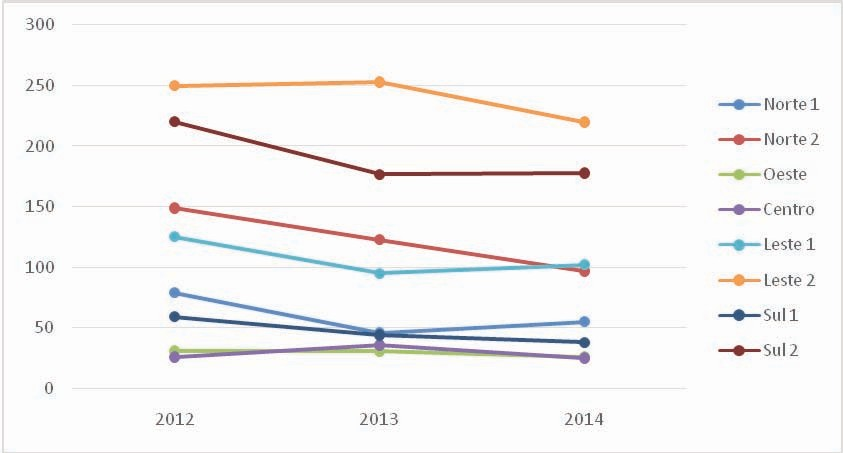 300
250
200
150
100
50
0
2012 2013 2014
Norte 1
Norte 2
Oeste
Centro
Leste 1
Leste 2
Sul 1
Sul 2